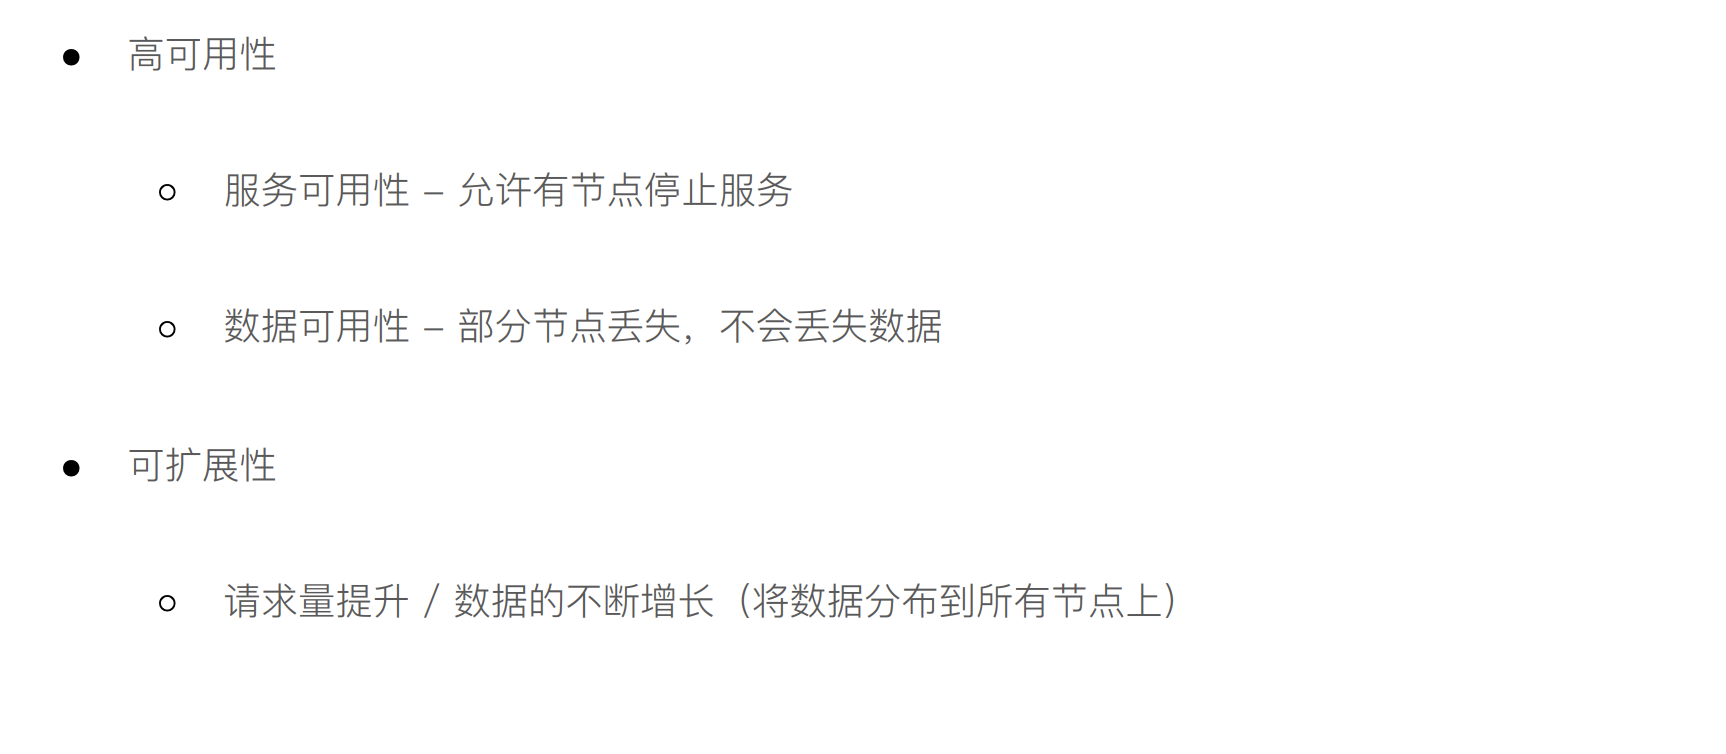 ● 高可用性
○ 服务可用性 – 允许有节点停止服务
○ 数据可用性 – 部分节点丢失，不会丢失数据
● 可扩展性
○ 请求量提升 / 数据的不断增长（将数据分布到所有节点上）